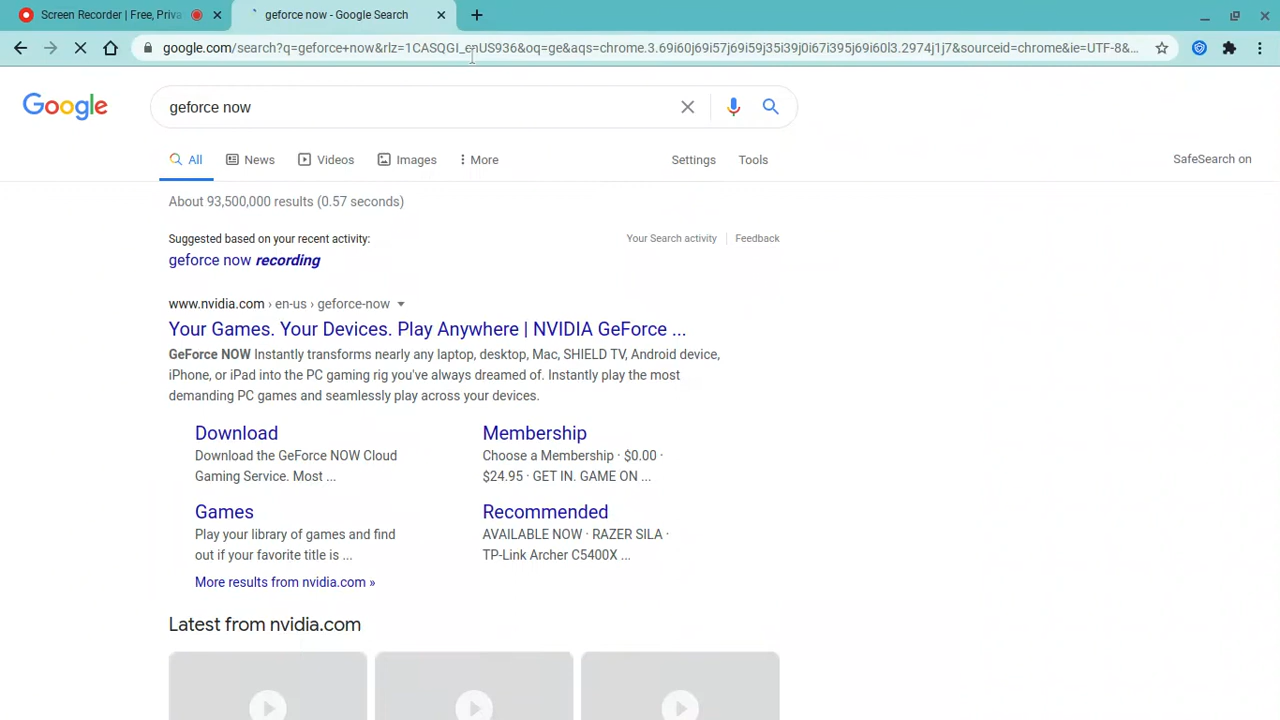 Screen Recorder | Free, Priva
geforce now - Google Search
google.com/search?q=geforce+now&rlz=1CASQGI_enUS936&oq=ge&aqs=chrome.3.69i60j69i57j69i59j35i39j0i67i395j69i60l3.2974j1j7&sourceid=chrome&ie=UTF-8&...
Google
geforce now
All
News
Videos
Images
More
Settings
Tools
SafeSearch on
About 93,500,000 results (0.57 seconds)
Suggested based on your recent activity:
Your Search activity
Feedback
geforce now recording
www.nvidia.com › en-us › geforce-now
Your Games. Your Devices. Play Anywhere | NVIDIA GeForce ...
GeForce NOW Instantly transforms nearly any laptop, desktop, Mac, SHIELD TV, Android device,
iPhone, or iPad into the PC gaming rig you've always dreamed of. Instantly play the most
demanding PC games and seamlessly play across your devices.
Download
Download the GeForce NOW Cloud
Gaming Service. Most ...
Membership
Choose a Membership · $0.00 ·
$24.95 · GET IN. GAME ON ...
Games
Play your library of games and find
out if your favorite title is ...
Recommended
AVAILABLE NOW · RAZER SILA ·
TP-Link Archer C5400X ...
More results from nvidia.com »
Latest from nvidia.com